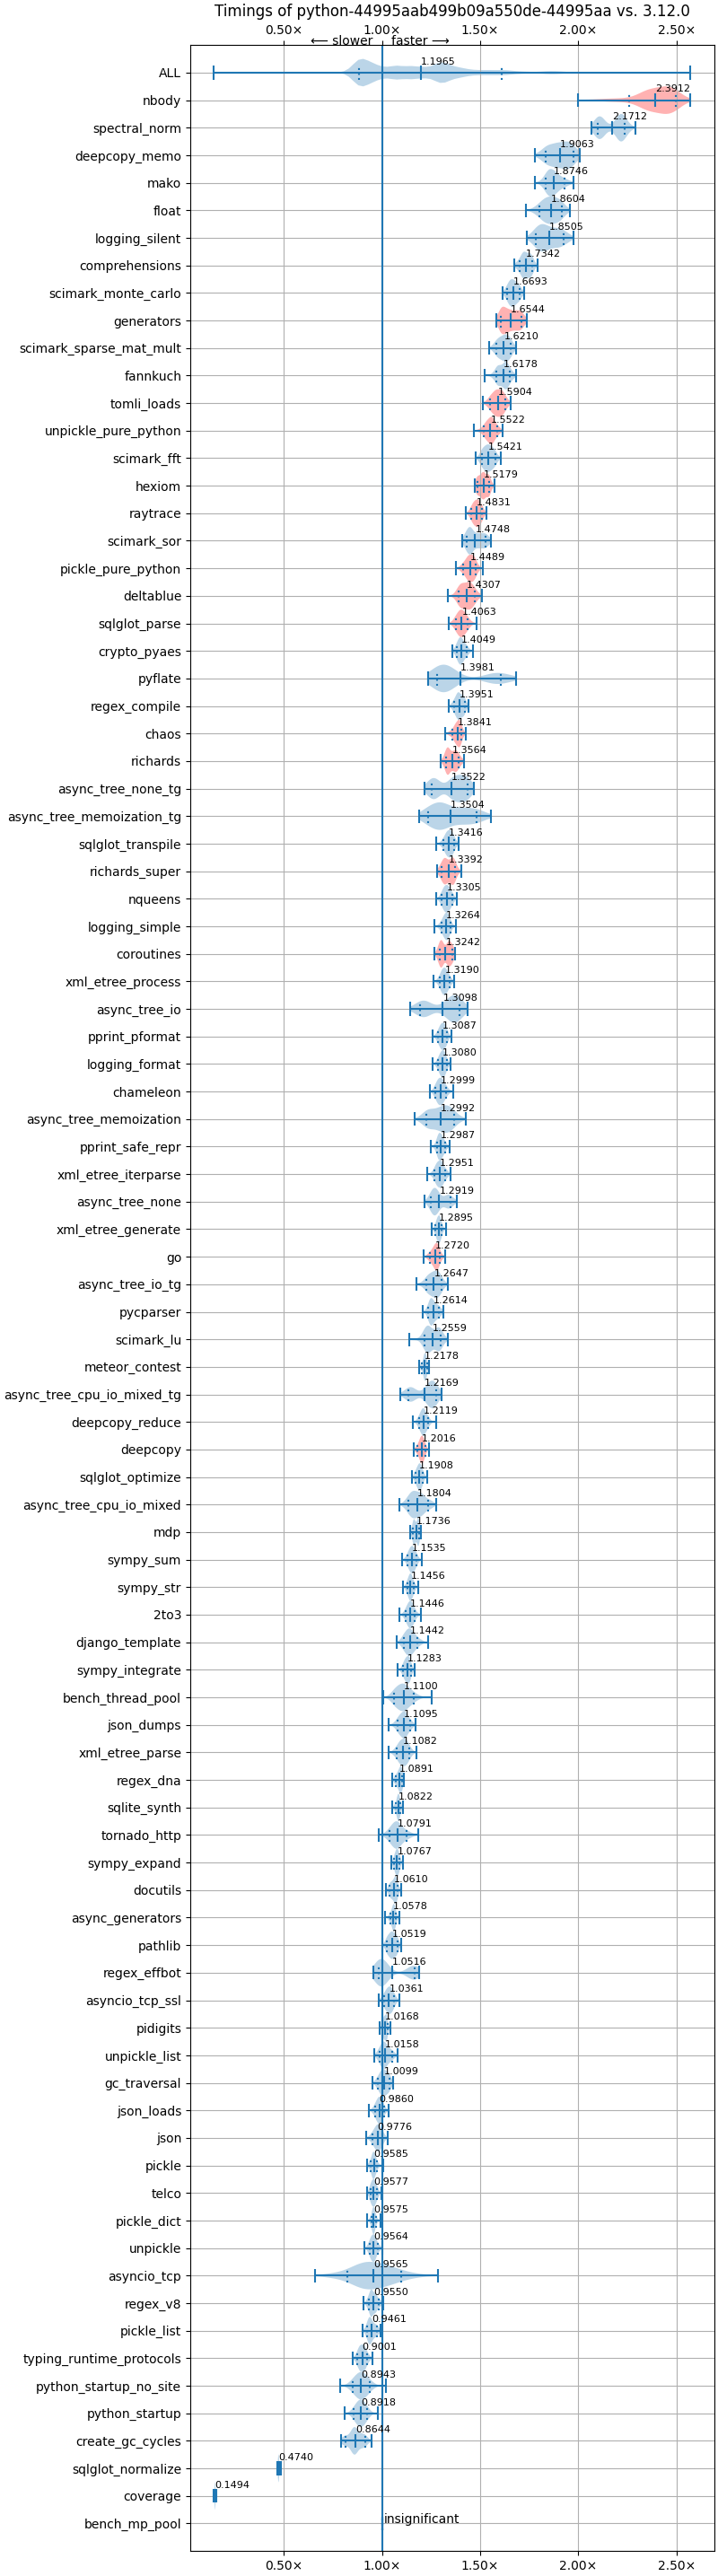 Timings of python-44995aab499b09a550de-44995aa vs. 3.12.0
0.50× 1.00× 1.50× 2.00× 2.50×
⟵ slower faster ⟶
ALL 1.1965
nbody 2.3912
spectral_norm 2.1712
deepcopy_memo 1.9063
mako 1.8746
float 1.8604
logging_silent 1.8505
comprehensions 1.7342
scimark_monte_carlo 1.6693
generators 1.6544
scimark_sparse_mat_mult 1.6210
fannkuch 1.6178
tomli_loads 1.5904
unpickle_pure_python 1.5522
scimark_fft 1.5421
hexiom 1.5179
raytrace 1.4831
scimark_sor 1.4748
pickle_pure_python 1.4489
deltablue 1.4307
sqlglot_parse 1.4063
crypto_pyaes 1.4049
pyflate 1.3981
regex_compile 1.3951
chaos 1.3841
richards 1.3564
async_tree_none_tg 1.3522
async_tree_memoization_tg 1.3504
sqlglot_transpile 1.3416
richards_super 1.3392
nqueens 1.3305
logging_simple 1.3264
coroutines 1.3242
xml_etree_process 1.3190
async_tree_io 1.3098
pprint_pformat 1.3087
logging_format 1.3080
chameleon 1.2999
async_tree_memoization 1.2992
pprint_safe_repr 1.2987
xml_etree_iterparse 1.2951
async_tree_none 1.2919
xml_etree_generate 1.2895
go 1.2720
async_tree_io_tg 1.2647
pycparser 1.2614
scimark_lu 1.2559
meteor_contest 1.2178
async_tree_cpu_io_mixed_tg 1.2169
deepcopy_reduce 1.2119
deepcopy 1.2016
sqlglot_optimize 1.1908
async_tree_cpu_io_mixed 1.1804
mdp 1.1736
sympy_sum 1.1535
sympy_str 1.1456
2to3 1.1446
django_template 1.1442
sympy_integrate 1.1283
bench_thread_pool 1.1100
json_dumps 1.1095
xml_etree_parse 1.1082
regex_dna 1.0891
sqlite_synth 1.0822
tornado_http 1.0791
sympy_expand 1.0767
docutils 1.0610
async_generators 1.0578
pathlib 1.0519
regex_effbot 1.0516
asyncio_tcp_ssl 1.0361
pidigits 1.0168
unpickle_list 1.0158
gc_traversal 1.0099
json_loads 0.9860
json 0.9776
pickle 0.9585
telco 0.9577
pickle_dict 0.9575
unpickle 0.9564
asyncio_tcp 0.9565
regex_v8 0.9550
pickle_list 0.9461
typing_runtime_protocols 0.9001
python_startup_no_site 0.8943
python_startup 0.8918
create_gc_cycles 0.8644
sqlglot_normalize 0.4740
coverage 0.1494
bench_mp_pool insignificant
0.50× 1.00× 1.50× 2.00× 2.50×